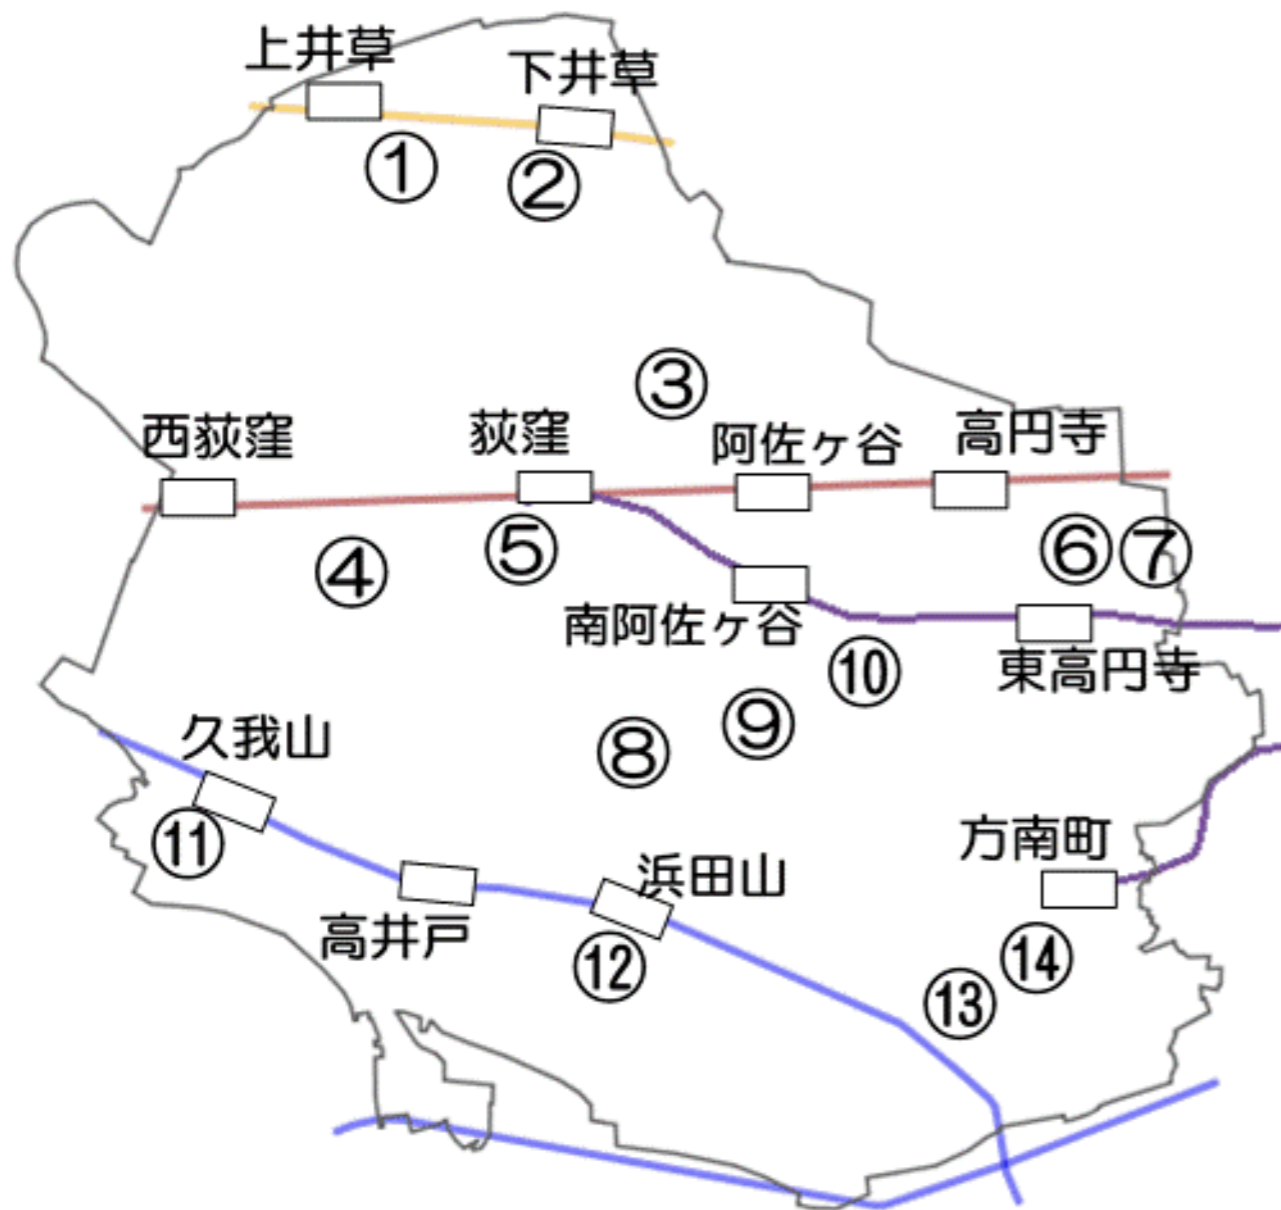 上井草
下井草
①
②
③
西荻窪
荻窪
阿佐ヶ谷
高円寺
④
⑤
⑥
⑦
南阿佐ヶ谷
東高円寺
⑩
⑨
⑧
久我山
⑪
高井戸
浜田山
⑫
方南町
⑭
⑬